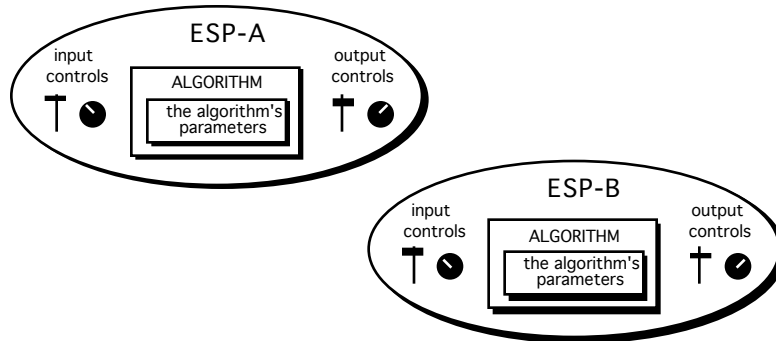 ESP-A
input
controls
ALGORITHM
the algorithm's
parameters
output
controls
ESP-B
input
controls
ALGORITHM
the algorithm's
parameters
output
controls